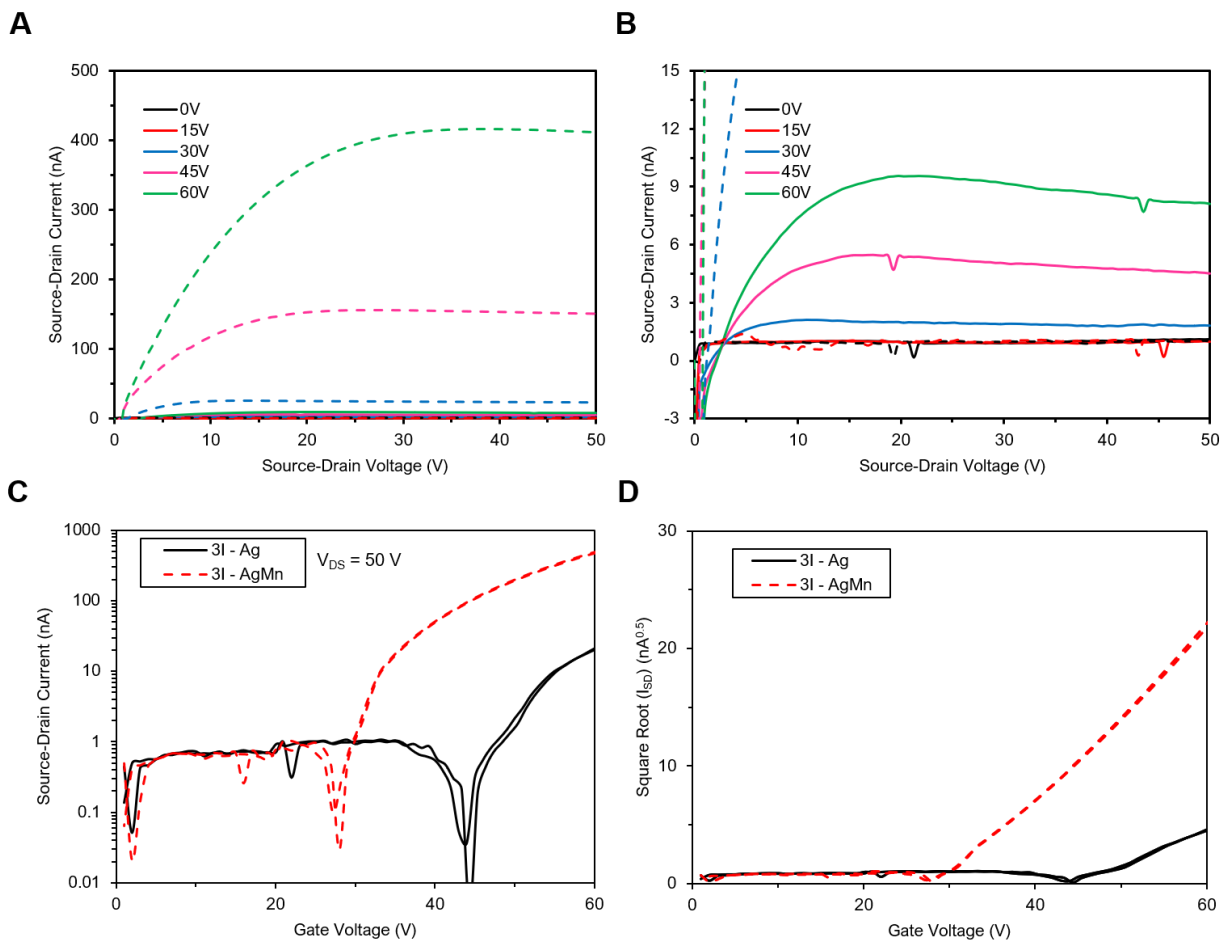 A
B
500
400
300
200
100
0
0V
15V
30V
45V
60V
Source-Drain Current (nA)
0
10
20
30
40
50
Source-Drain Voltage (V)
15
12
9
6
3
0
-3
0V
15V
30V
45V
60V
Source-Drain Current (nA)
0
10
20
30
40
50
Source-Drain Voltage (V)
C
D
1000
100
10
1
0.1
0.01
3I - Ag
3I - AgMn
V_DS = 50 V
Source-Drain Current (nA)
0
20
40
60
Gate Voltage (V)
30
20
10
0
3I - Ag
3I - AgMn
Square Root (I_SD) (nA^0.5)
0
20
40
60
Gate Voltage (V)